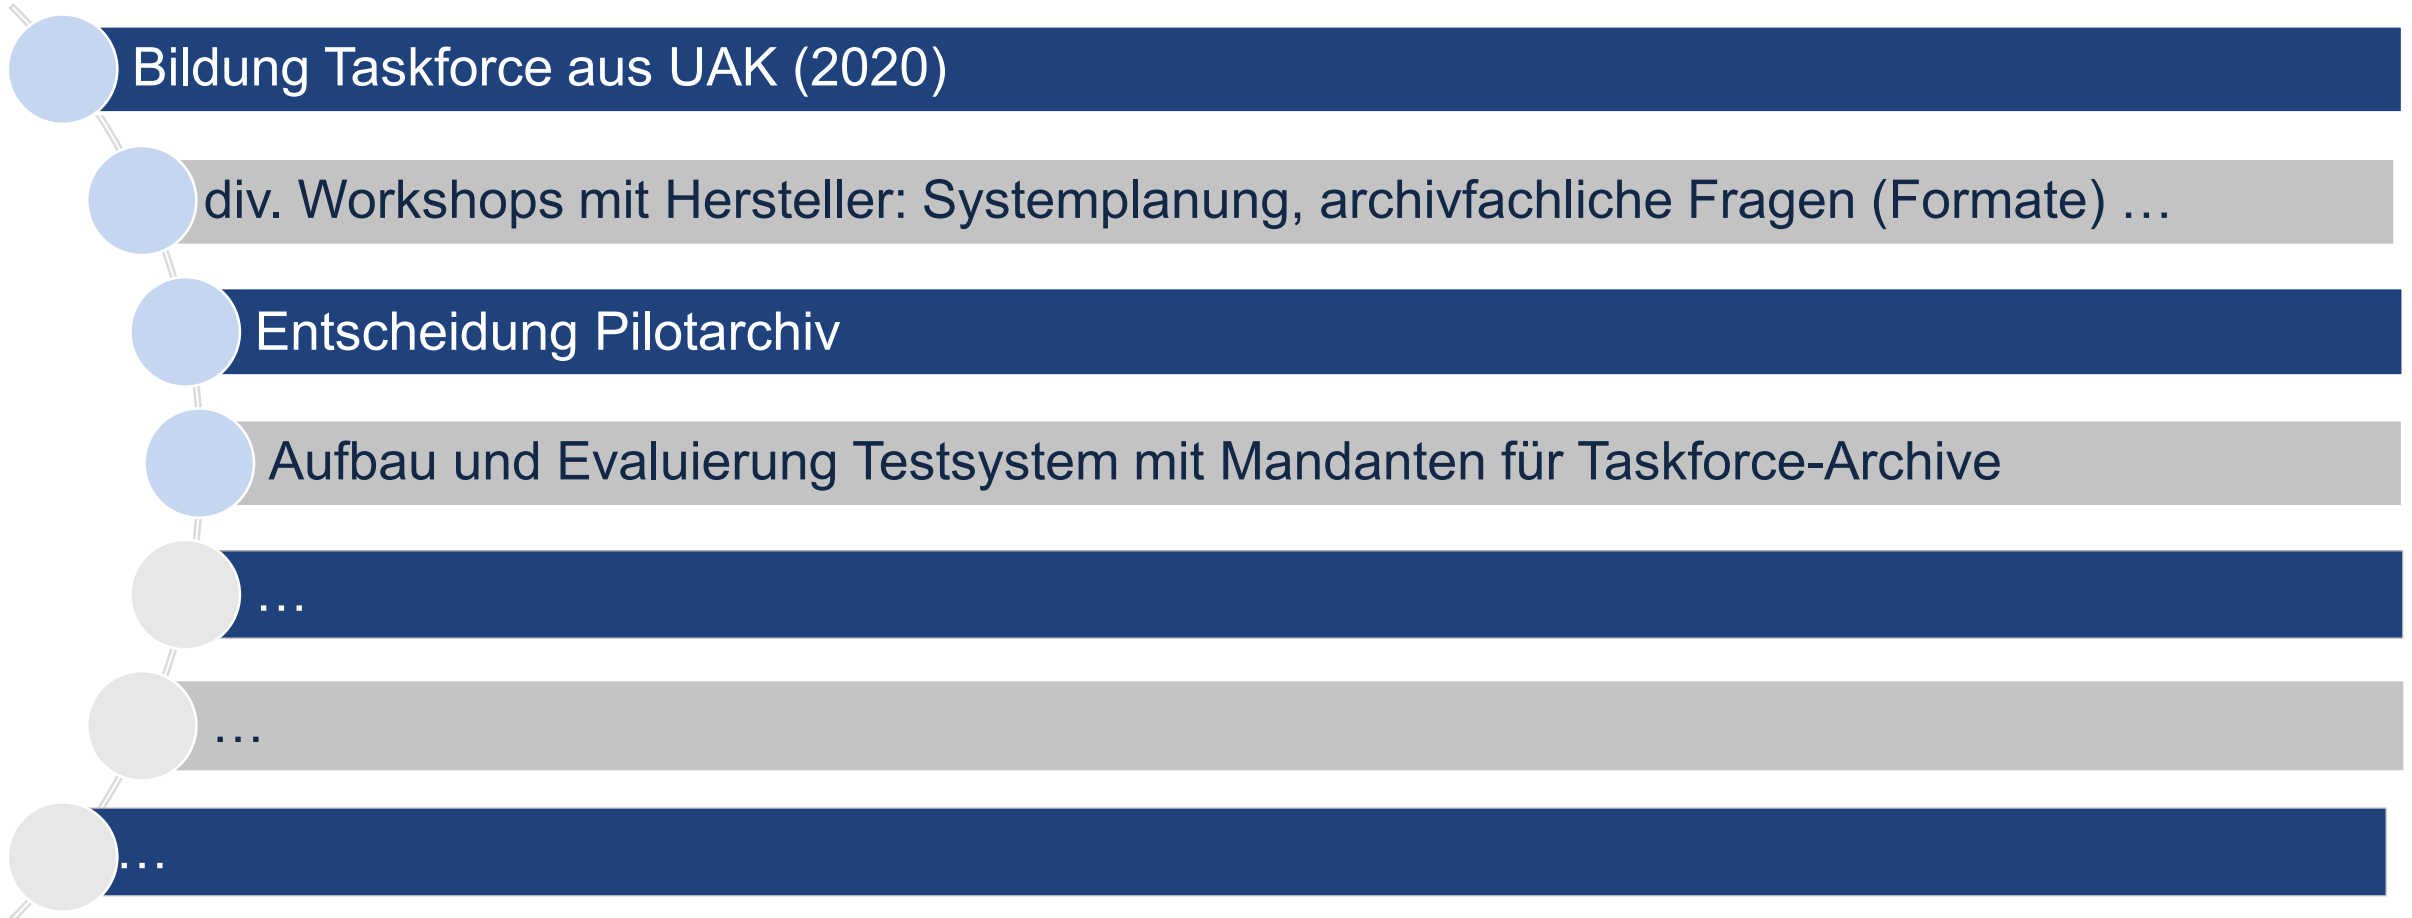 Bildung Taskforce aus UAK (2020)
div. Workshops mit Hersteller: Systemplanung, archivfachliche Fragen (Formate) …
Entscheidung Pilotarchiv
Aufbau und Evaluierung Testsystem mit Mandanten für Taskforce-Archive
…
…
…